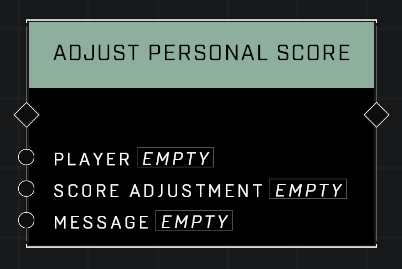 ADJUST PERSONAL SCORE
PLAYER EMPTY
SCORE ADJUSTMENT EMPTY
MESSAGE EMPTY